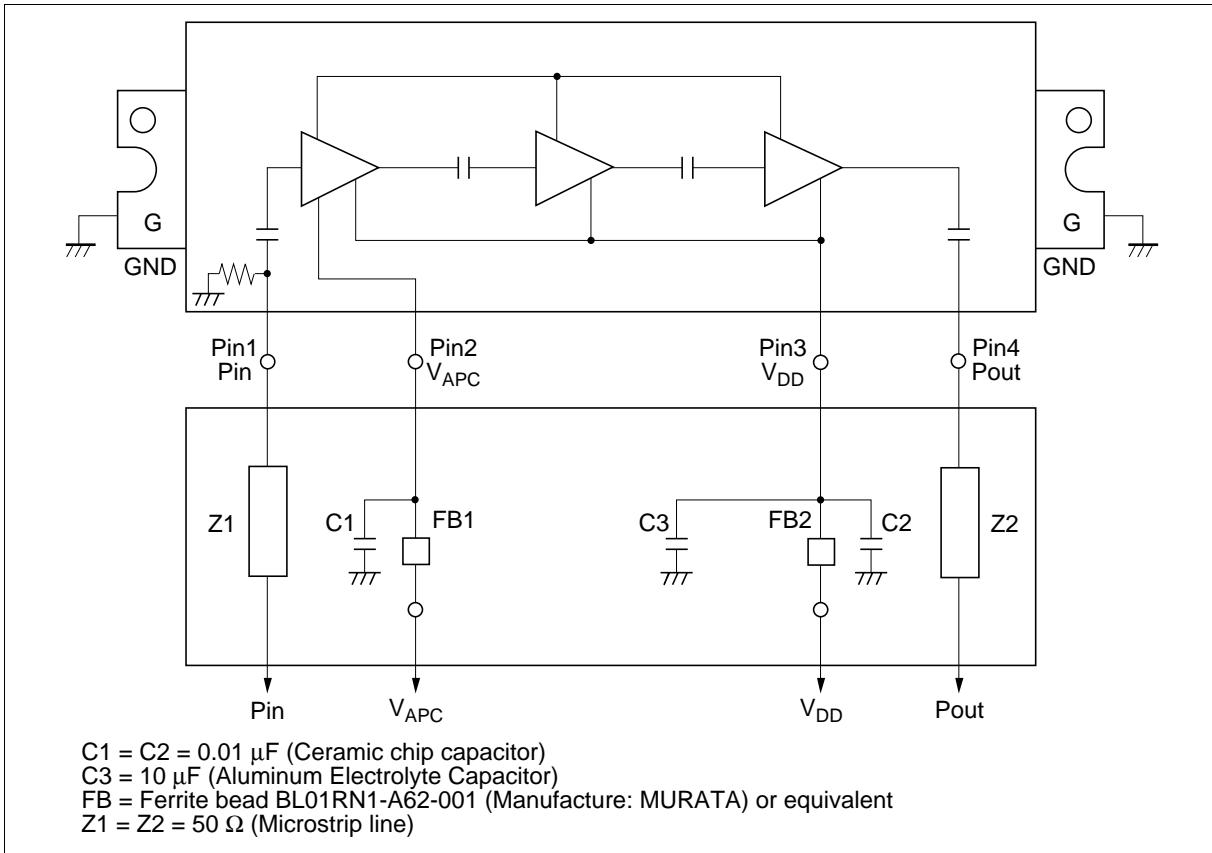 G
GND
G
GND
Pin1
Pin
Pin2
VAPC
Pin3
VDD
Pin4
Pout
Z1
C1
FB1
C3
FB2
C2
Z2
Pin
VAPC
VDD
Pout
C1 = C2 = 0.01 μF (Ceramic chip capacitor)
C3 = 10 μF (Aluminum Electrolyte Capacitor)
FB = Ferrite bead BL01RN1-A62-001 (Manufacture: MURATA) or equivalent
Z1 = Z2 = 50 Ω (Microstrip line)